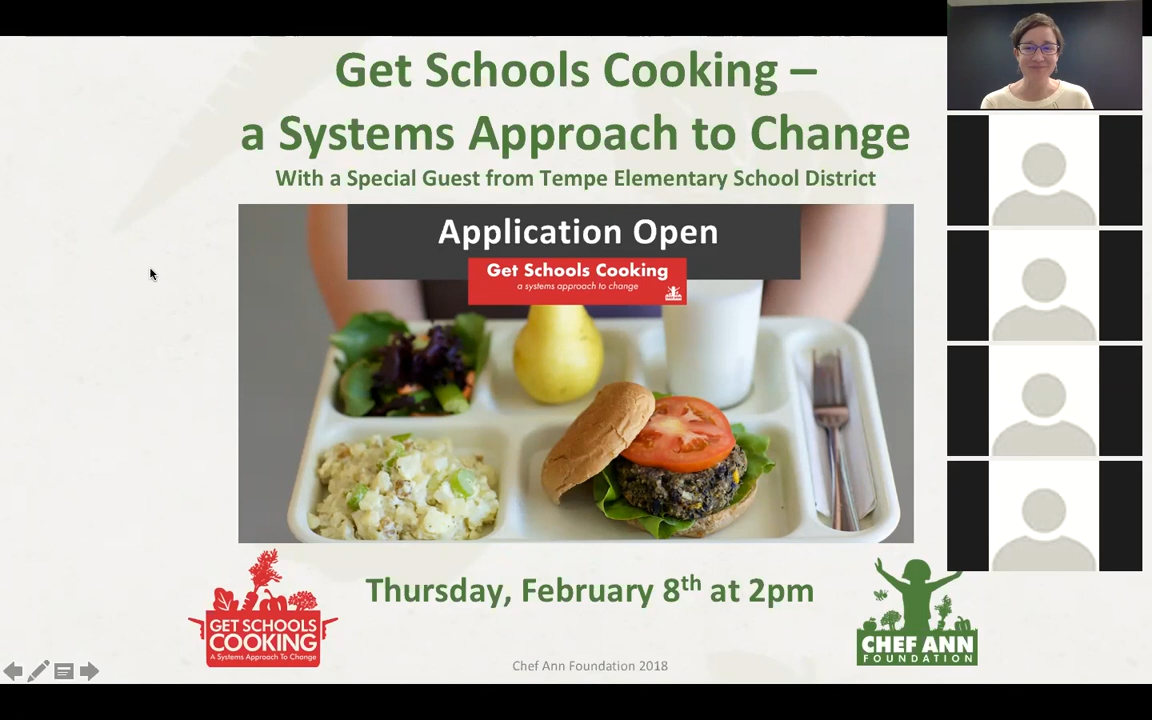 Get Schools Cooking –
a Systems Approach to Change
With a Special Guest from Tempe Elementary School District
Application Open
Get Schools Cooking
a systems approach to change
Thursday, February 8th at 2pm
GET SCHOOLS
COOKING
A Systems Approach To Change
CHEF ANN
FOUNDATION
Chef Ann Foundation 2018